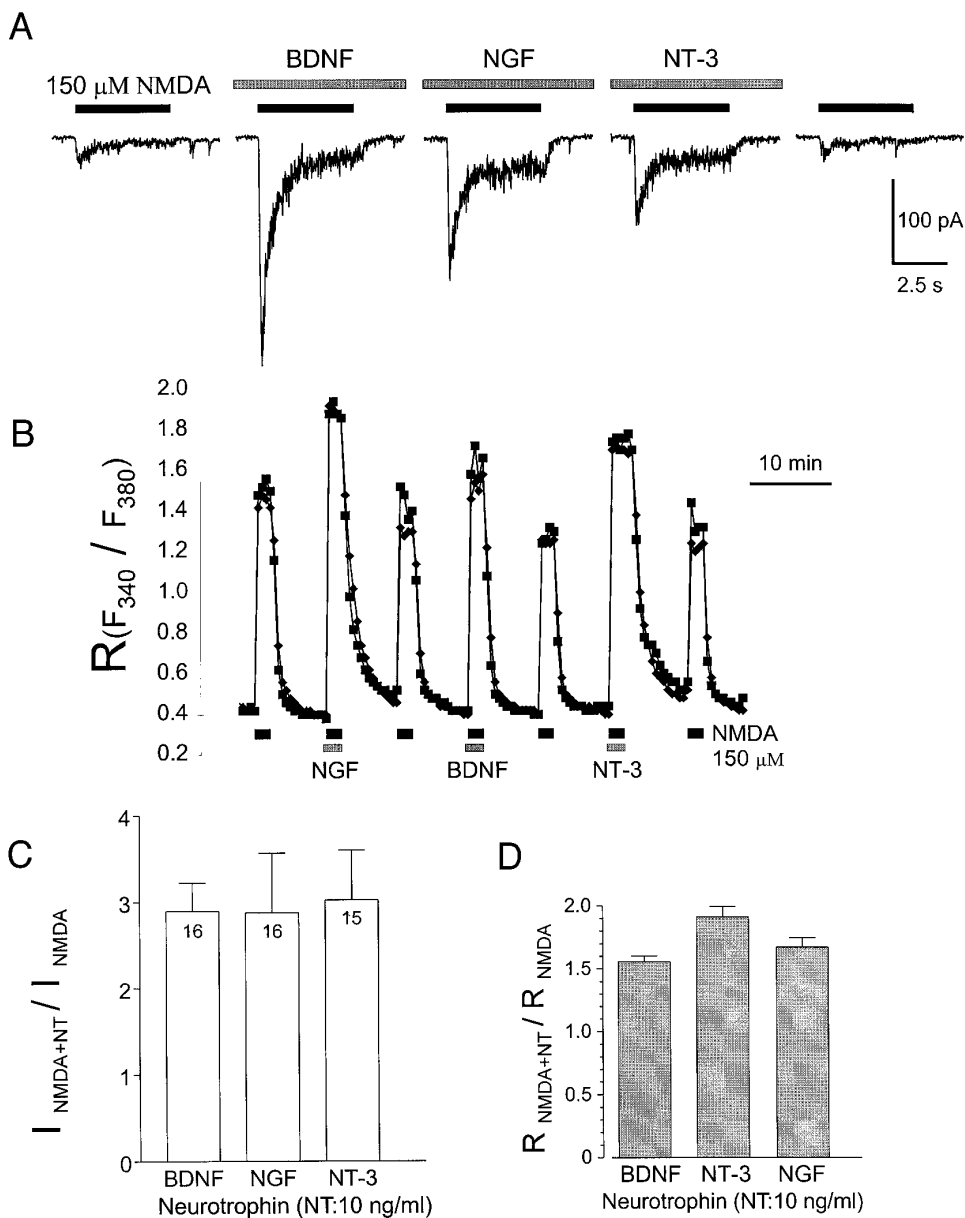 A
BDNF NGF NT-3
150 µM NMDA
100 pA
2.5 s
B
R(F340 / F380)
2.0
1.8
1.6
1.4
1.2
1.0
0.8
0.6
0.4
0.2
10 min
NMDA
150 µM
NGF BDNF NT-3
C
I NMDA+NT / I NMDA
4
3
2
1
0
16 16 15
BDNF NGF NT-3
Neurotrophin (NT:10 ng/ml)
D
R NMDA+NT / R NMDA
2.0
1.5
1.0
0.5
0
BDNF NT-3 NGF
Neurotrophin (NT:10 ng/ml)